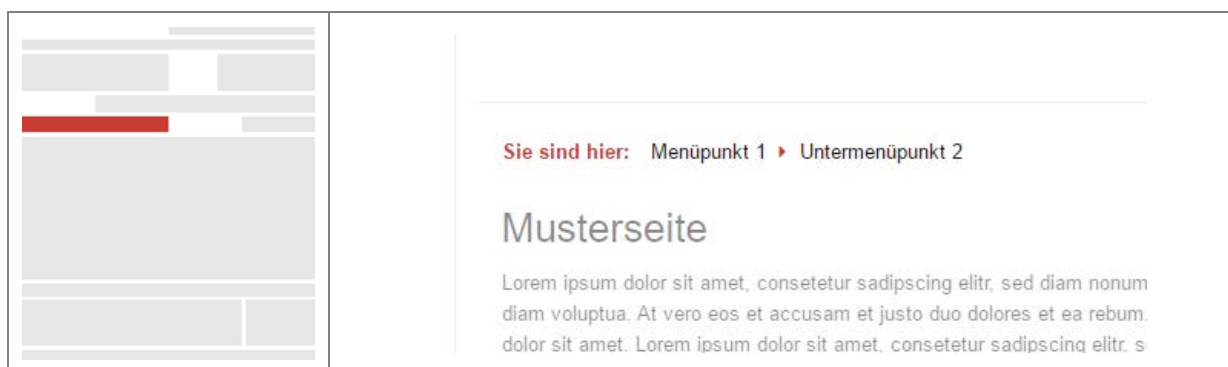 Sie sind hier: Menüpunkt 1 Untermenüpunkt 2
Musterseite
Lorem ipsum dolor sit amet, consetetur sadipscing elitr, sed diam nonum
diam voluptua. At vero eos et accusam et justo duo dolores et ea rebum.
dolor sit amet. Lorem ipsum dolor sit amet, consetetur sadipscing elitr, s